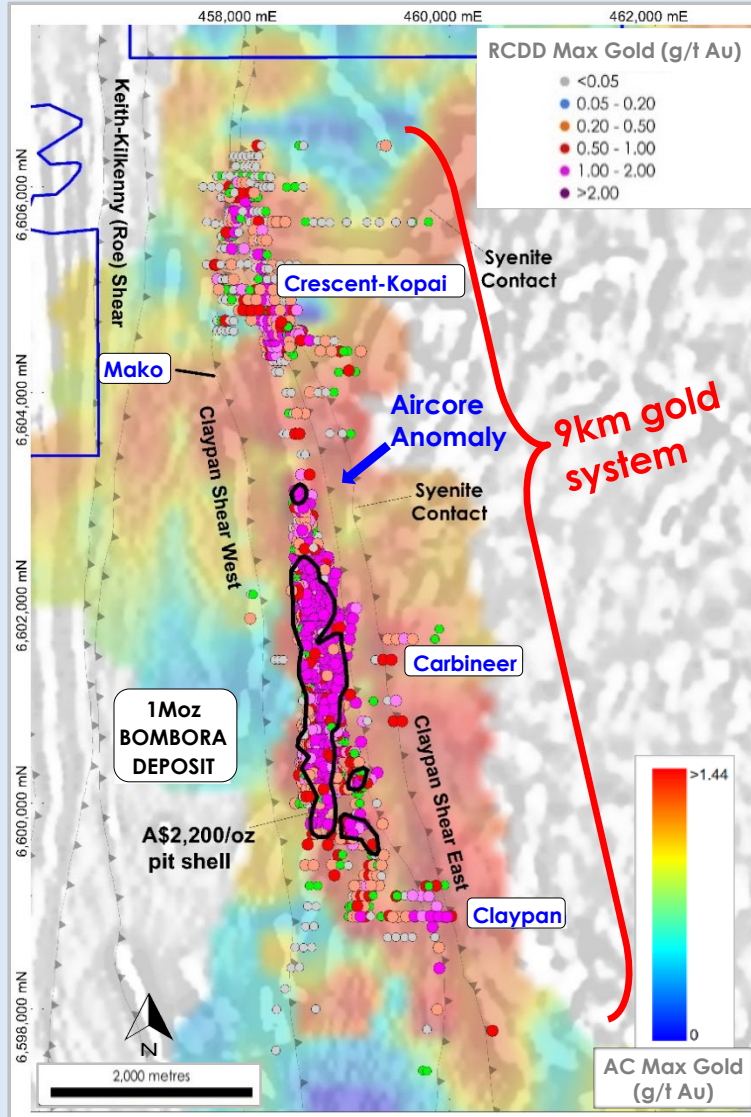 458,000 mE
460,000 mE
462,000 mE
RCDD Max Gold (g/t Au)
<0.05
0.05 - 0.20
0.20 - 0.50
0.50 - 1.00
1.00 - 2.00
>2.00
Keith-Kilkenny (Roe) Shear
6,606,000 mN
Syenite
Contact
Crescent-Kopai
Mako
6,604,000 mN
Aircore
Anomaly
9km gold
system
Claypan Shear West
Syenite
Contact
6,602,000 mN
Carbineer
1Moz
BOMBORA
DEPOSIT
Claypan Shear East
>1.44
6,600,000 mN
A$2,200/oz
pit shell
Claypan
6,598,000 mN
N
2,000 metres
0
AC Max Gold
(g/t Au)